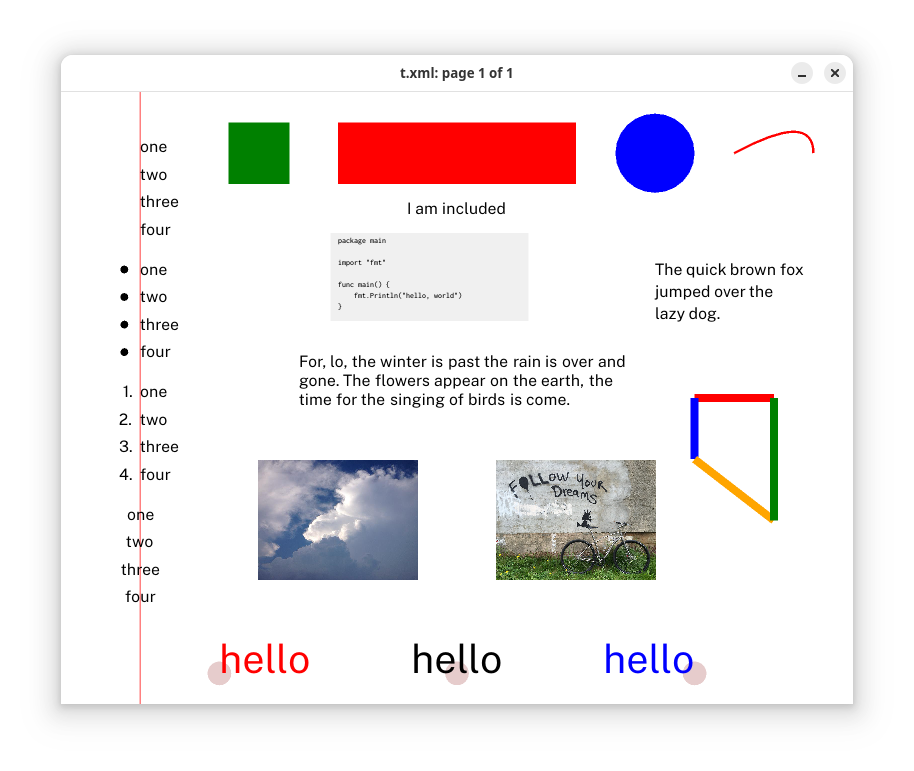 t.xml: page 1 of 1
one
two
three
four
● one
● two
● three
● four
1. one
2. two
3. three
4. four
one
two
three
four
I am included
package main
import "fmt"
func main() {
    fmt.Println("hello, world")
}
The quick brown fox
jumped over the
lazy dog.
For, lo, the winter is past the rain is over and
gone. The flowers appear on the earth, the
time for the singing of birds is come.
FOLLOW YOUR
DREAMS
hello
hello
hello